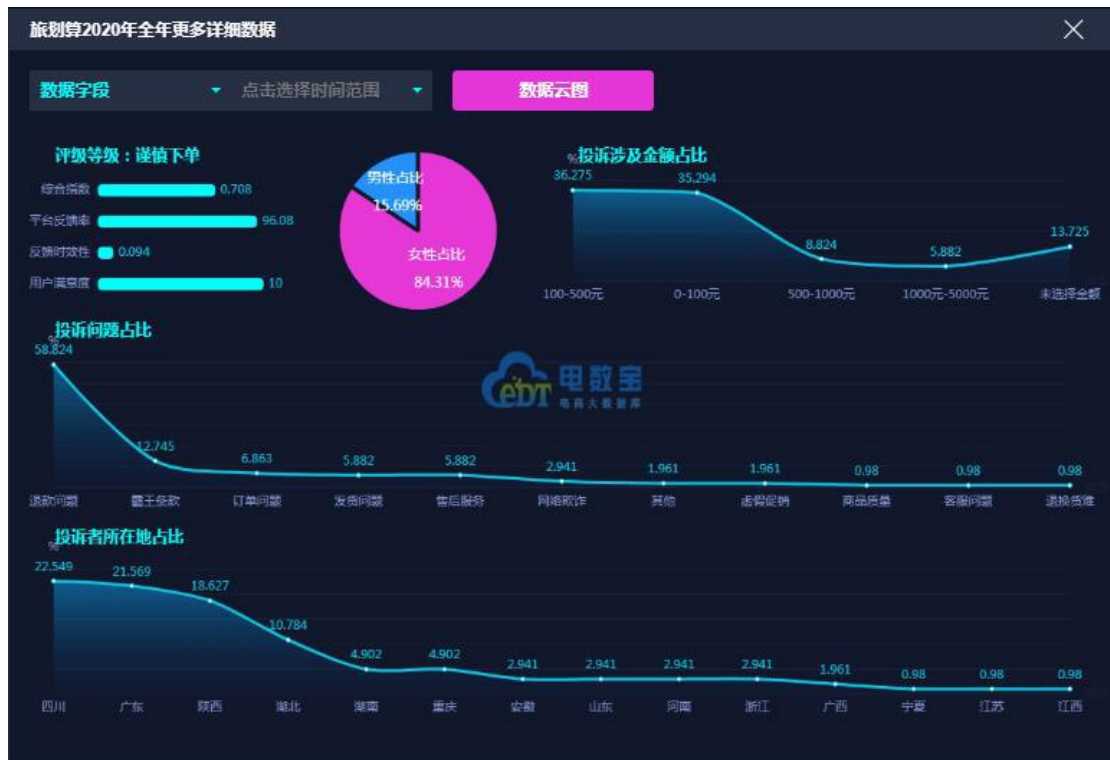 旅划算2020年全年更多详细数据
数据字段
点击选择时间范围
数据云图
评级等级：谨慎下单
综合指数 0.708
平台反馈率 96.08
反馈时效性 0.094
用户满意度 10
男性占比
15.69%
女性占比
84.31%
投诉涉及金额占比
%
36.275 35.294 8.824 5.882 13.725
100-500元 0-100元 500-1000元 1000元-5000元 未选择金额
投诉问题占比
%
58.824 12.745 6.863 5.882 5.882 2.941 1.961 1.961 0.98 0.98 0.98
退款问题 霸王条款 订单问题 发货问题 售后服务 网络欺诈 其他 虚假促销 商品质量 客服问题 退换货难
ebT 电数宝
电商大数据库
投诉者所在地占比
%
22.549 21.569 18.627 10.784 4.902 4.902 2.941 2.941 2.941 2.941 1.961 0.98 0.98 0.98
四川 广东 陕西 湖北 湖南 重庆 安徽 山东 河南 浙江 广西 宁夏 江苏 江西